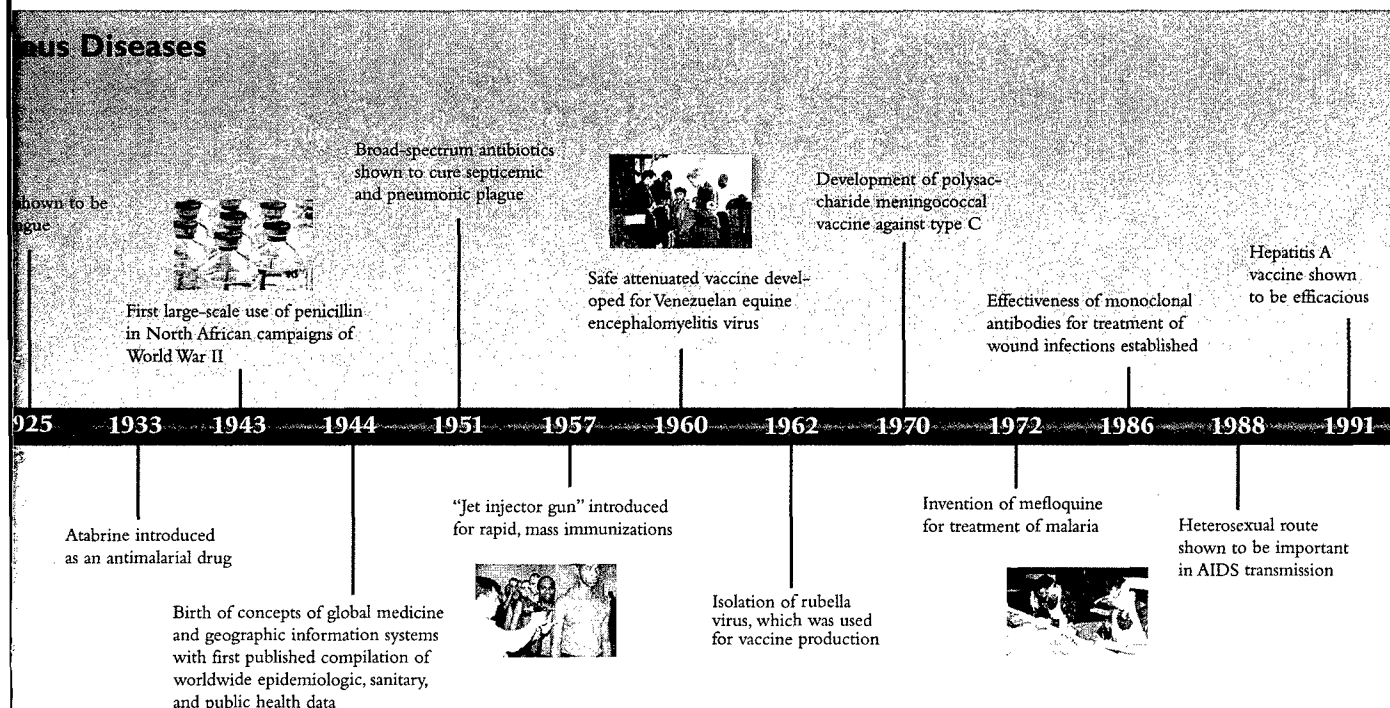 ous Diseases
shown to be
ague
Broad-spectrum antibiotics
shown to cure septicemic
and pneumonic plague
First large-scale use of penicillin
in North African campaigns of
World War II
Safe attenuated vaccine devel-
oped for Venezuelan equine
encephalomyelitis virus
Development of polysac-
charide meningococcal
vaccine against type C
Effectiveness of monoclonal
antibodies for treatment of
wound infections established
Hepatitis A
vaccine shown
to be efficacious
925 1933 1943 1944 1951 1957 1960 1962 1970 1972 1986 1988 1991
Atabrine introduced
as an antimalarial drug
Birth of concepts of global medicine
and geographic information systems
with first published compilation of
worldwide epidemiologic, sanitary,
and public health data
"Jet injector gun" introduced
for rapid, mass immunizations
Isolation of rubella
virus, which was used
for vaccine production
Invention of mefloquine
for treatment of malaria
Heterosexual route
shown to be important
in AIDS transmission